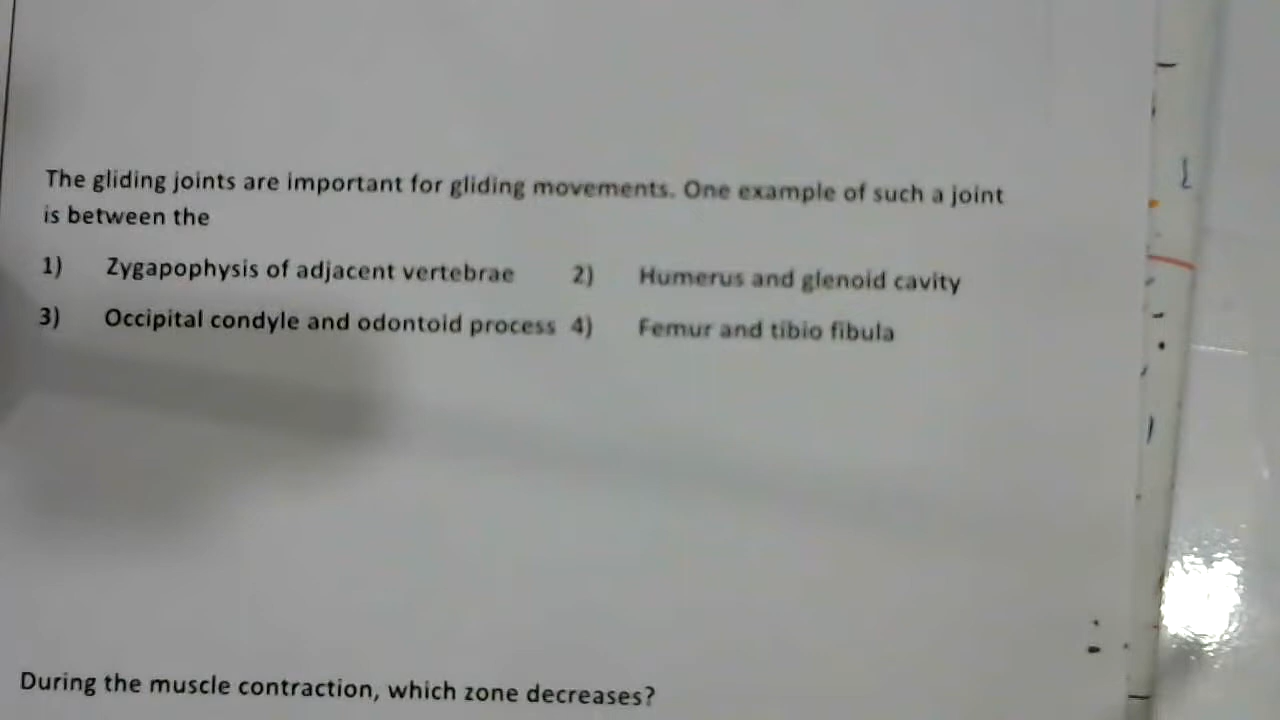 The gliding joints are important for gliding movements. One example of such a joint
is between the
1) Zygapophysis of adjacent vertebrae 2) Humerus and glenoid cavity
3) Occipital condyle and odontoid process 4) Femur and tibio fibula
During the muscle contraction, which zone decreases?